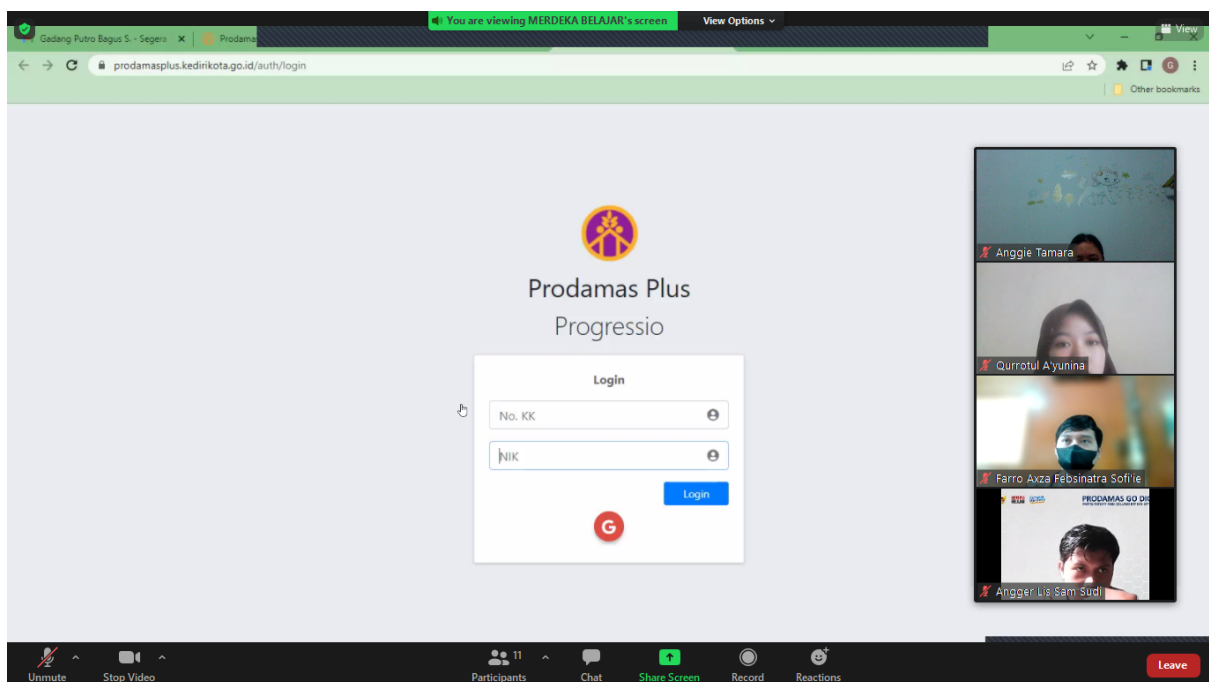 You are viewing MERDEKA BELAJAR's screen
View Options
View
Gadang Putro Bagus S. - Segera
Prodama
prodamasplus.kedirikota.go.id/auth/login
G
Other bookmarks
Prodamas Plus
Progressio
Login
No. KK
NIK
Login
G
Anggie Tamara
Qurrotul A'yunina
Farro Axza Febsinatra Sofi'ie
PRODAMAS GO DI
Angger Lis Sam Sudi
Unmute
Stop Video
11
Participants
Chat
Share Screen
Record
Reactions
Leave